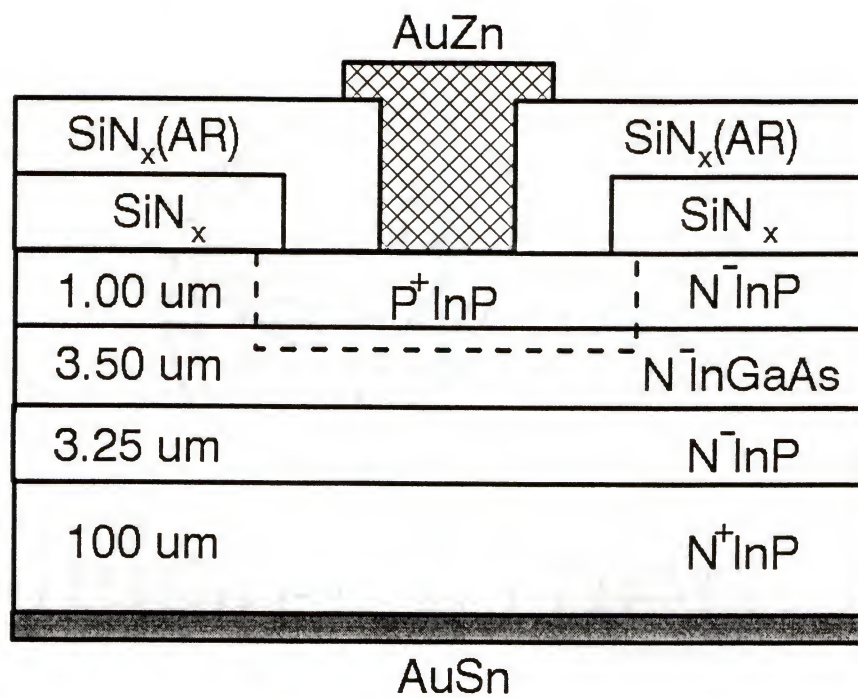 AuZn
SiNₓ(AR) SiNₓ(AR)
SiNₓ SiNₓ
1.00 um P⁺InP N⁻InP
3.50 um N⁻InGaAs
3.25 um N⁻InP
100 um N⁺InP
AuSn